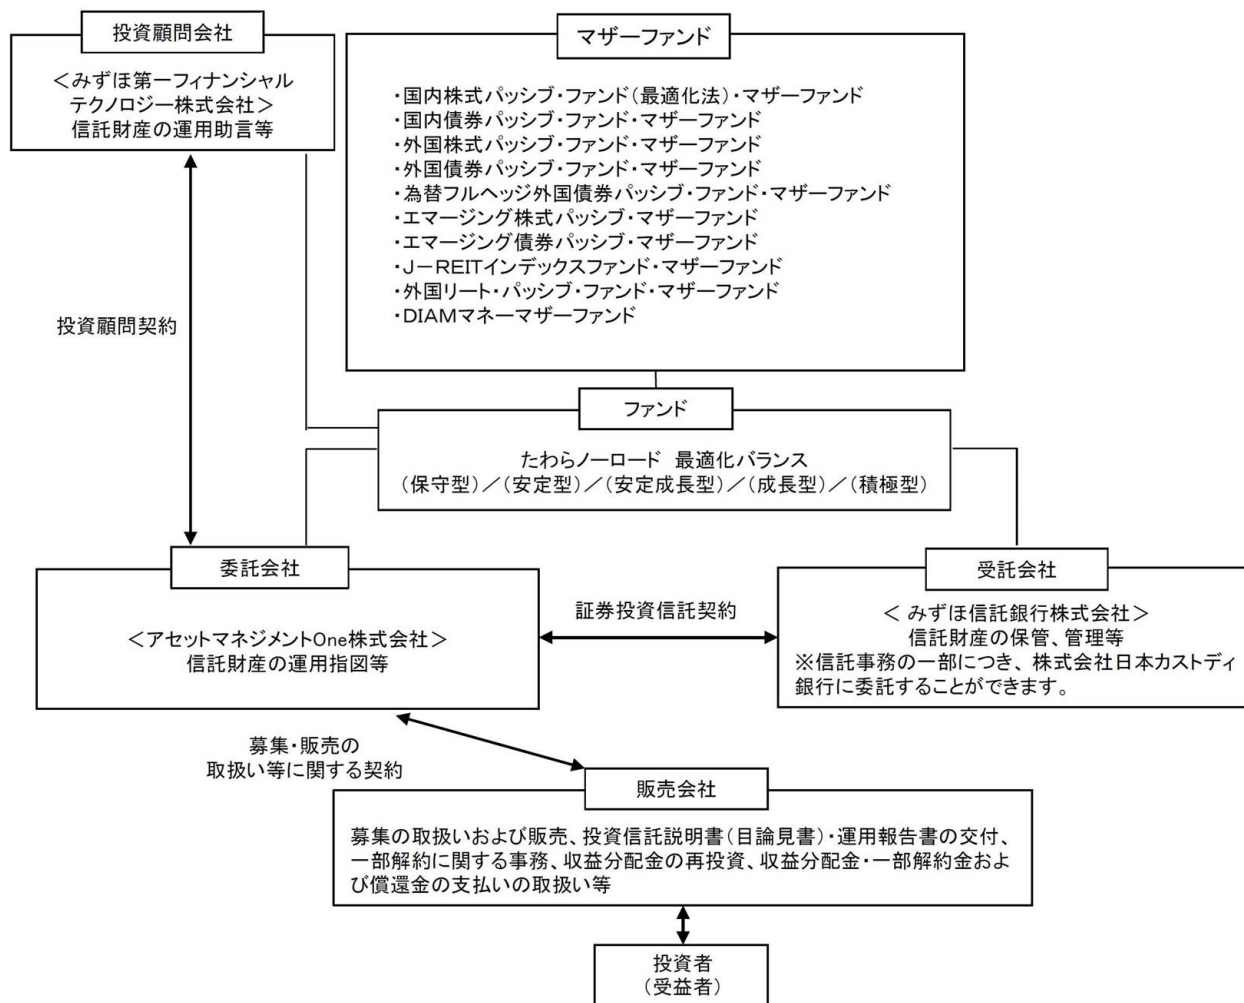 投資顧問会社
＜みずほ第一フィナンシャル
テクノロジー株式会社＞
信託財産の運用助言等
マザーファンド
・国内株式パッシブ・ファンド（最適化法）・マザーファンド
・国内債券パッシブ・ファンド・マザーファンド
・外国株式パッシブ・ファンド・マザーファンド
・外国債券パッシブ・ファンド・マザーファンド
・為替フルヘッジ外国債券パッシブ・ファンド・マザーファンド
・エマージング株式パッシブ・マザーファンド
・エマージング債券パッシブ・マザーファンド
・Ｊ－ＲＥＩＴインデックスファンド・マザーファンド
・外国リート・パッシブ・ファンド・マザーファンド
・DIAMマネーマザーファンド
投資顧問契約
ファンド
たわらノーロード　最適化バランス
（保守型）／（安定型）／（安定成長型）／（成長型）／（積極型）
委託会社
＜アセットマネジメントOne株式会社＞
信託財産の運用指図等
証券投資信託契約
受託会社
＜ みずほ信託銀行株式会社＞
信託財産の保管、管理等
※信託事務の一部につき、株式会社日本カストディ
銀行に委託することができます。
募集・販売の
取扱い等に関する契約
販売会社
募集の取扱いおよび販売、投資信託説明書（目論見書）・運用報告書の交付、
一部解約に関する事務、収益分配金の再投資、収益分配金・一部解約金およ
び償還金の支払いの取扱い等
投資者
（受益者）